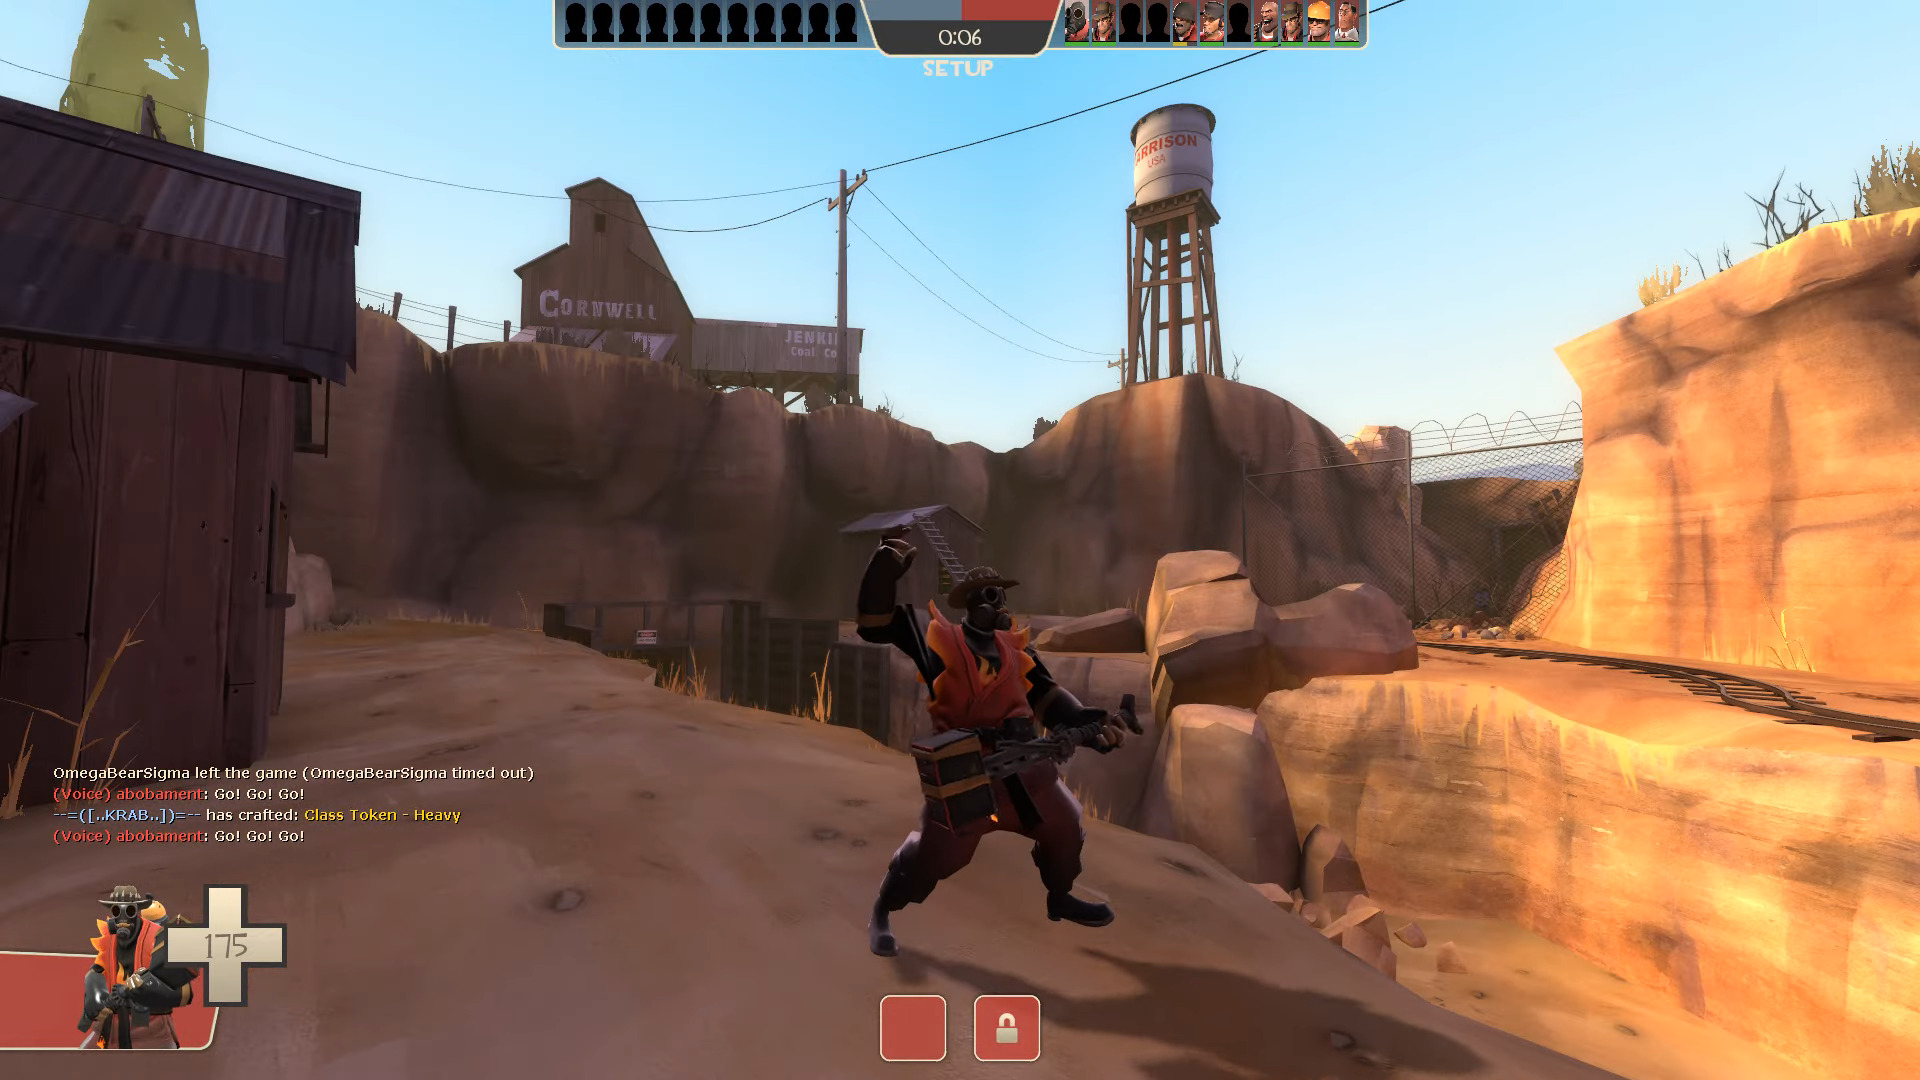 0:06
SETUP
ARRISON
USA
CORNWELL
JENKI
Coal Co
OmegaBearSigma left the game (OmegaBearSigma timed out)
(Voice) abobament: Go! Go! Go!
--=([..KRAB..])=-- has crafted: Class Token - Heavy
(Voice) abobament: Go! Go! Go!
175